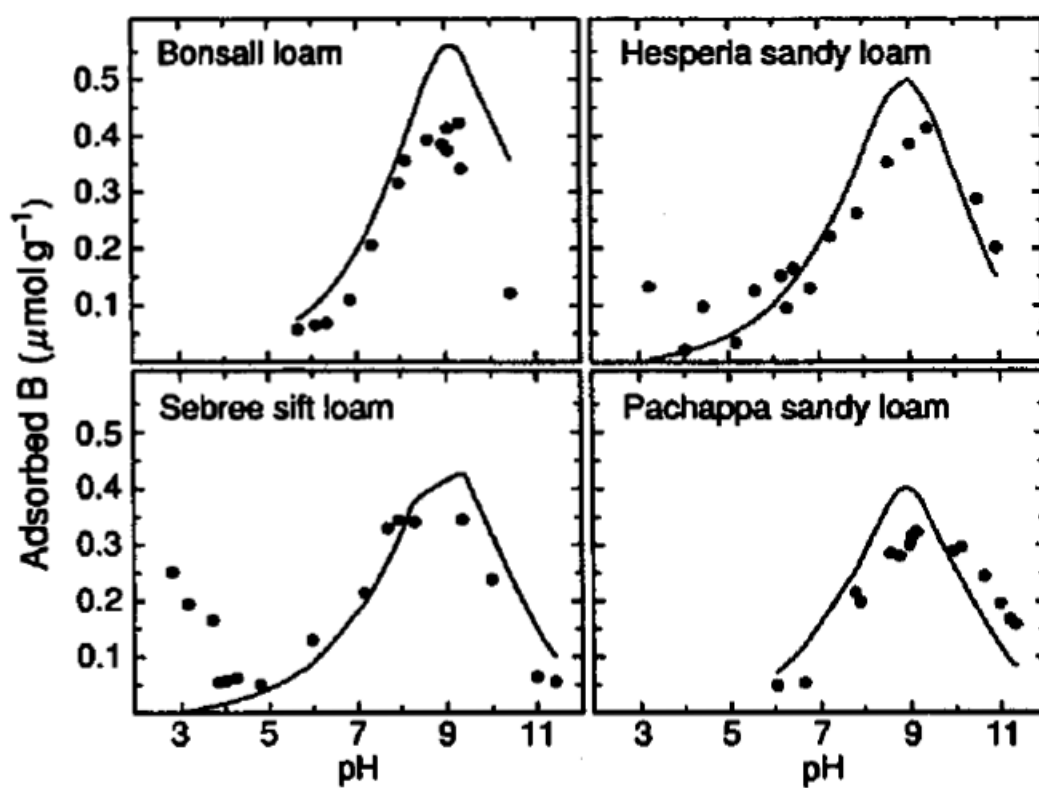 Bonsall loam
Hesperia sandy loam
0.5
0.4
0.3
0.2
0.1
Sebree sift loam
Pachappa sandy loam
0.5
0.4
0.3
0.2
0.1
Adsorbed B (μmol g⁻¹)
3 5 7 9 11
3 5 7 9 11
pH
pH